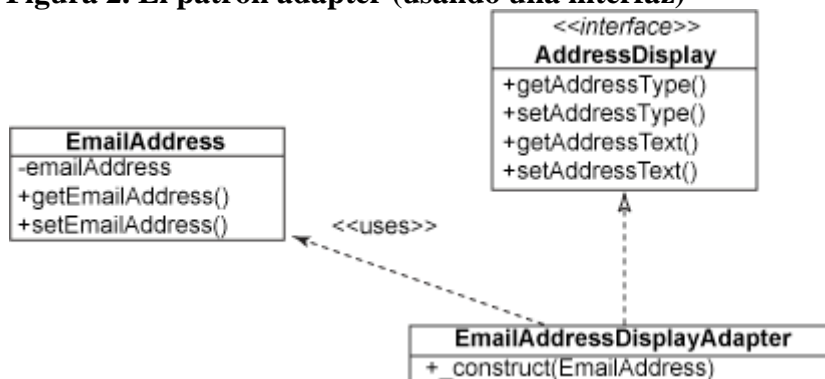 Figura 2. El patrón adapter (usando una interfaz)
<<interface>>
AddressDisplay
+getAddressType()
+setAddressType()
+getAddressText()
+setAddressText()
EmailAddress
-emailAddress
+getEmailAddress()
+setEmailAddress()
<<uses>>
EmailAddressDisplayAdapter
+_construct(EmailAddress)